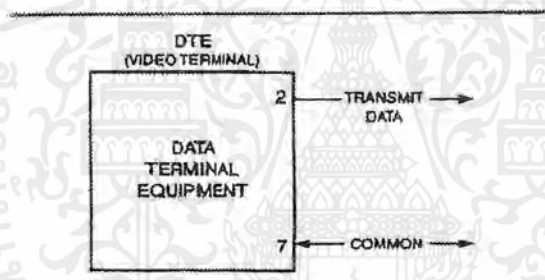 DTE
(VIDEO TERMINAL)
2
TRANSMIT
DATA
DATA
TERMINAL
EQUIPMENT
7
COMMON